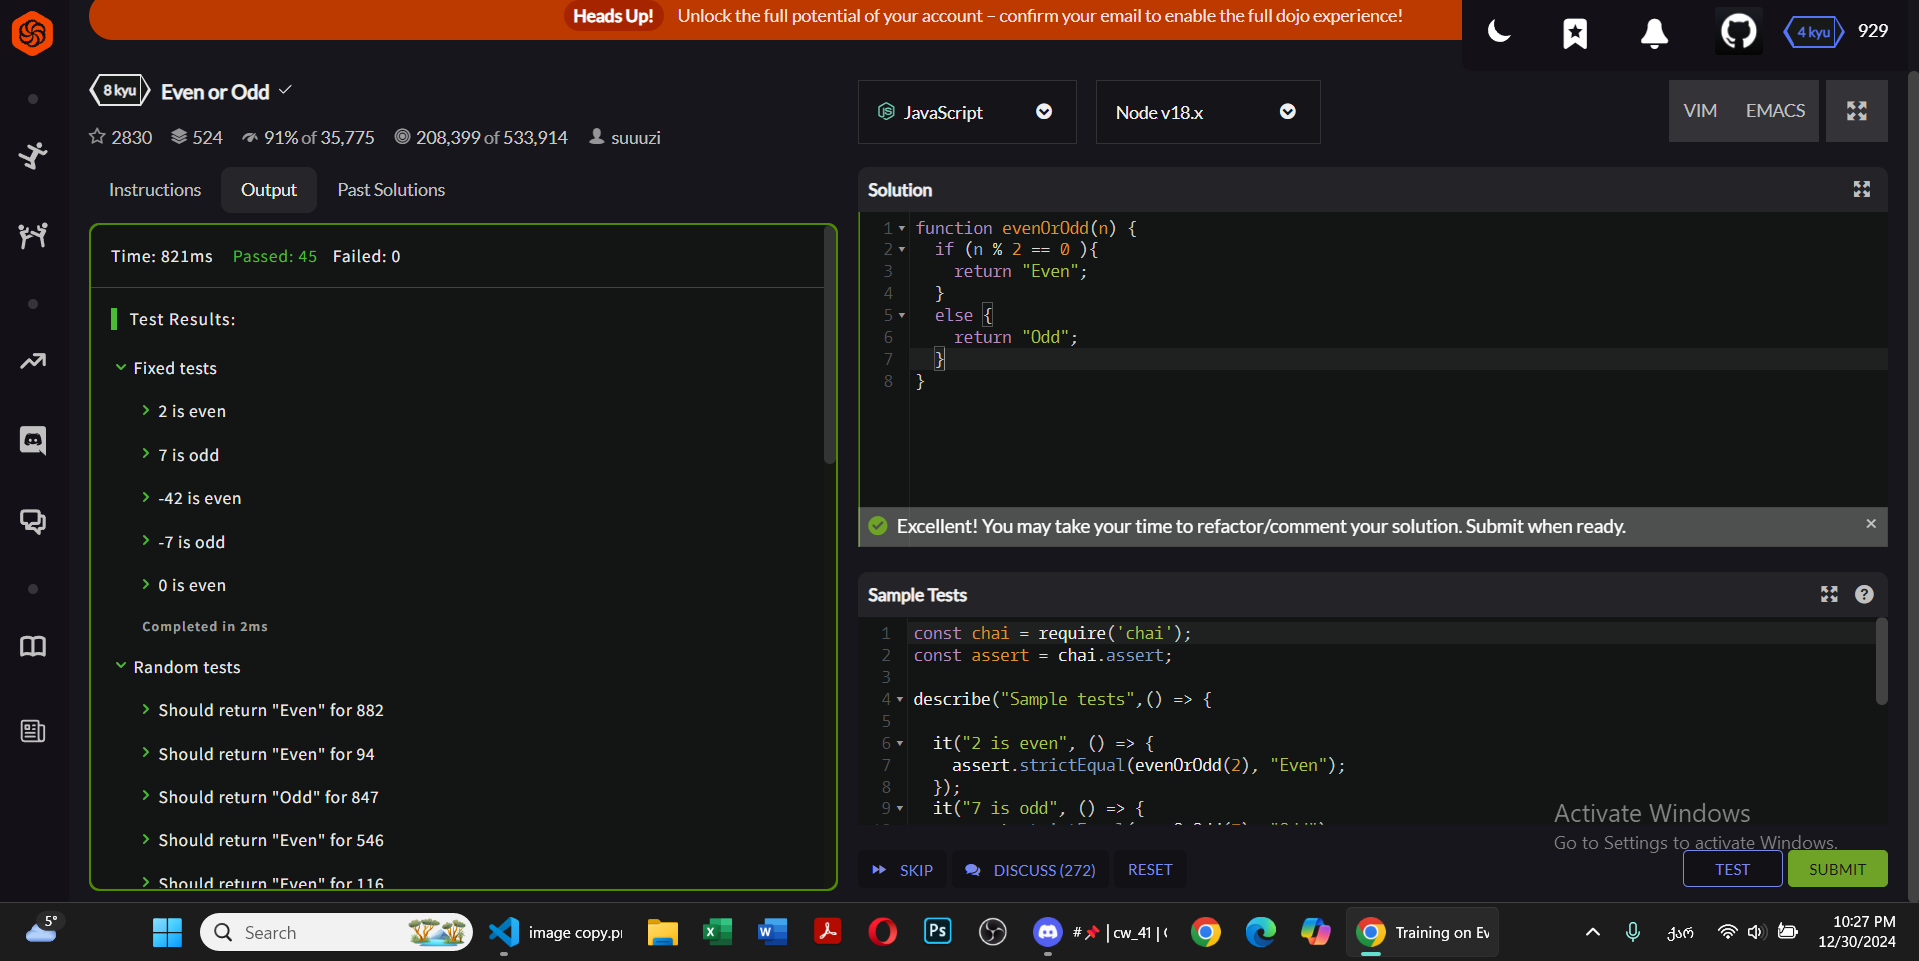 Heads Up! Unlock the full potential of your account – confirm your email to enable the full dojo experience!
4 kyu 929
8 kyu Even or Odd
2830 524 91% of 35,775 208,399 of 533,914 suuuzi
JavaScript
Node v18.x
VIM EMACS
Instructions Output Past Solutions
Time: 821ms Passed: 45 Failed: 0
Test Results:
Fixed tests
2 is even
7 is odd
-42 is even
-7 is odd
0 is even
Completed in 2ms
Random tests
Should return "Even" for 882
Should return "Even" for 94
Should return "Odd" for 847
Should return "Even" for 546
Should return "Even" for 116
Solution
1 function evenOrOdd(n) {
2 if (n % 2 == 0 ){
3 return "Even";
4 }
5 else {
6 return "Odd";
7 }
8 }
Excellent! You may take your time to refactor/comment your solution. Submit when ready.
Sample Tests
1 const chai = require('chai');
2 const assert = chai.assert;
3
4 describe("Sample tests",() => {
5
6 it("2 is even", () => {
7 assert.strictEqual(evenOrOdd(2), "Even");
8 });
9 it("7 is odd", () => {
Activate Windows
Go to Settings to activate Windows.
SKIP DISCUSS (272) RESET
TEST SUBMIT
5°
Search
image copy.p
# | cw_41 |
Training on Ev
ქარ
10:27 PM
12/30/2024